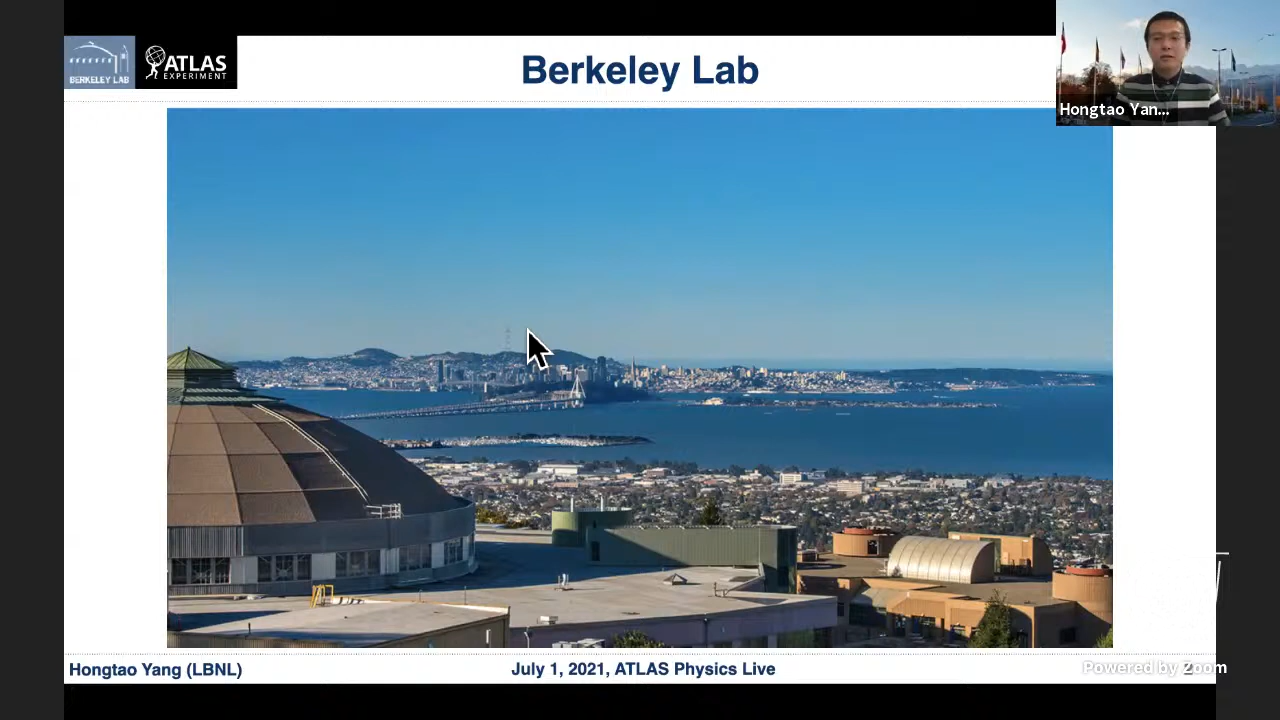 BERKELEY LAB
ATLAS
EXPERIMENT
Berkeley Lab
Hongtao Yan...
Hongtao Yang (LBNL)
July 1, 2021, ATLAS Physics Live
Powered by Zoom
2